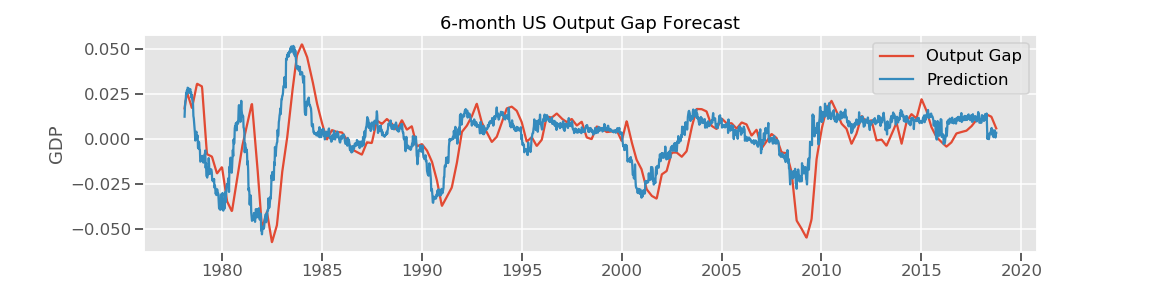 6-month US Output Gap Forecast
0.050
0.025
0.000
−0.025
−0.050
GDP
Output Gap
Prediction
1980 1985 1990 1995 2000 2005 2010 2015 2020